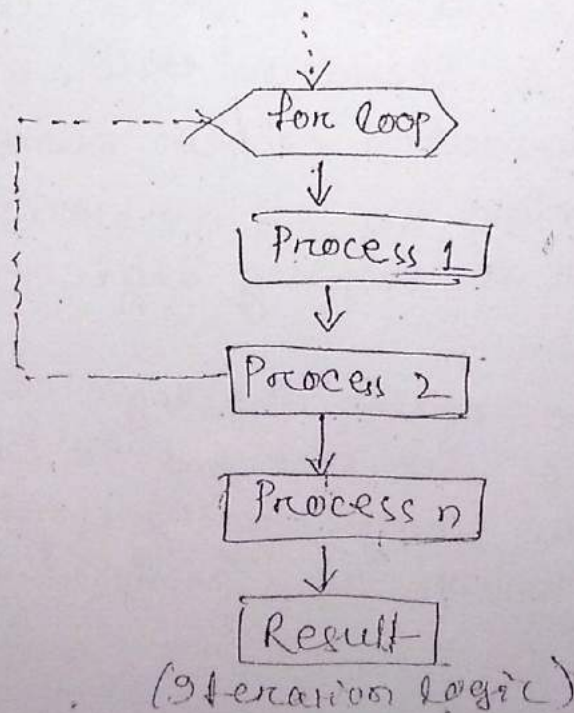 for loop
Process 1
Process 2
Process n
Result
(Iteration Logic)